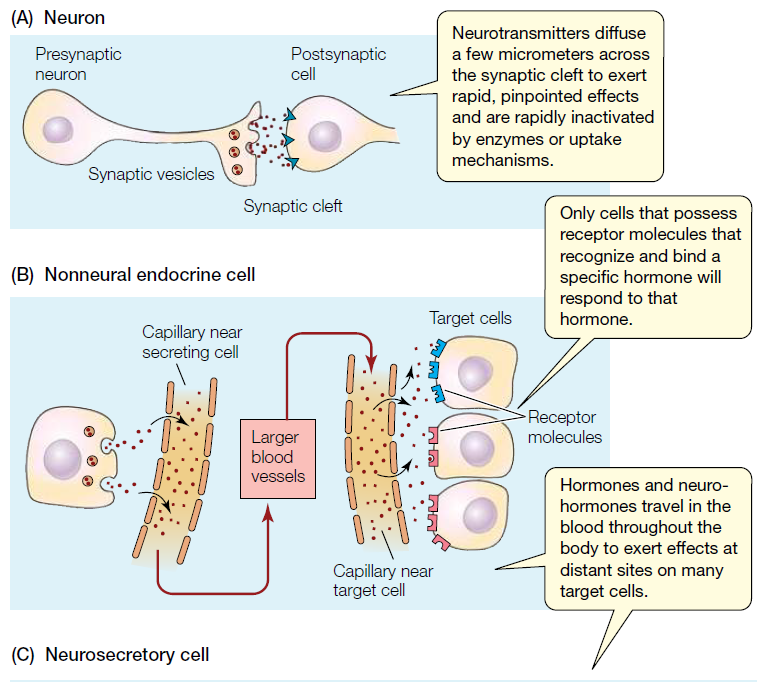 (A) Neuron
Presynaptic
neuron
Postsynaptic
cell
Synaptic vesicles
Synaptic cleft
Neurotransmitters diffuse
a few micrometers across
the synaptic cleft to exert
rapid, pinpointed effects
and are rapidly inactivated
by enzymes or uptake
mechanisms.
Only cells that possess
receptor molecules that
recognize and bind a
specific hormone will
respond to that
hormone.
(B) Nonneural endocrine cell
Capillary near
secreting cell
Target cells
Larger
blood
vessels
Receptor
molecules
Capillary near
target cell
Hormones and neuro-
hormones travel in the
blood throughout the
body to exert effects at
distant sites on many
target cells.
(C) Neurosecretory cell